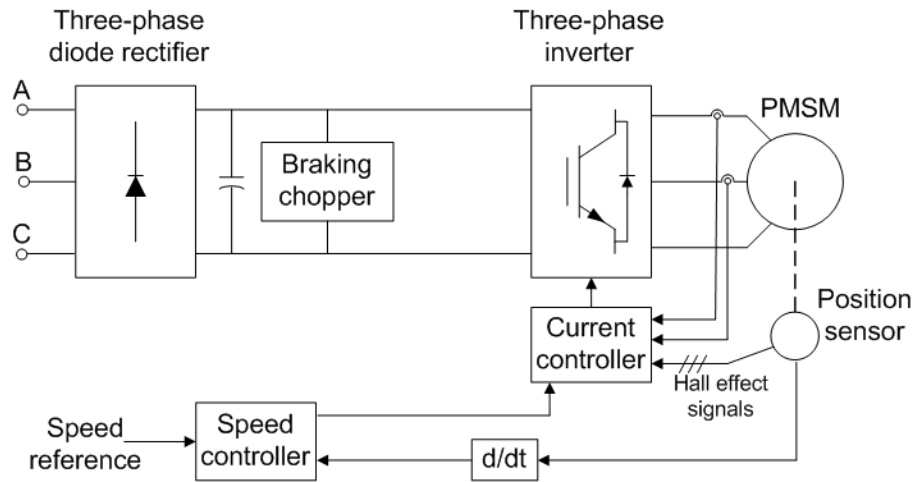 Three-phase
diode rectifier
Three-phase
inverter
A
B
C
Braking
chopper
PMSM
Position
sensor
Current
controller
Hall effect
signals
Speed
reference
Speed
controller
d/dt